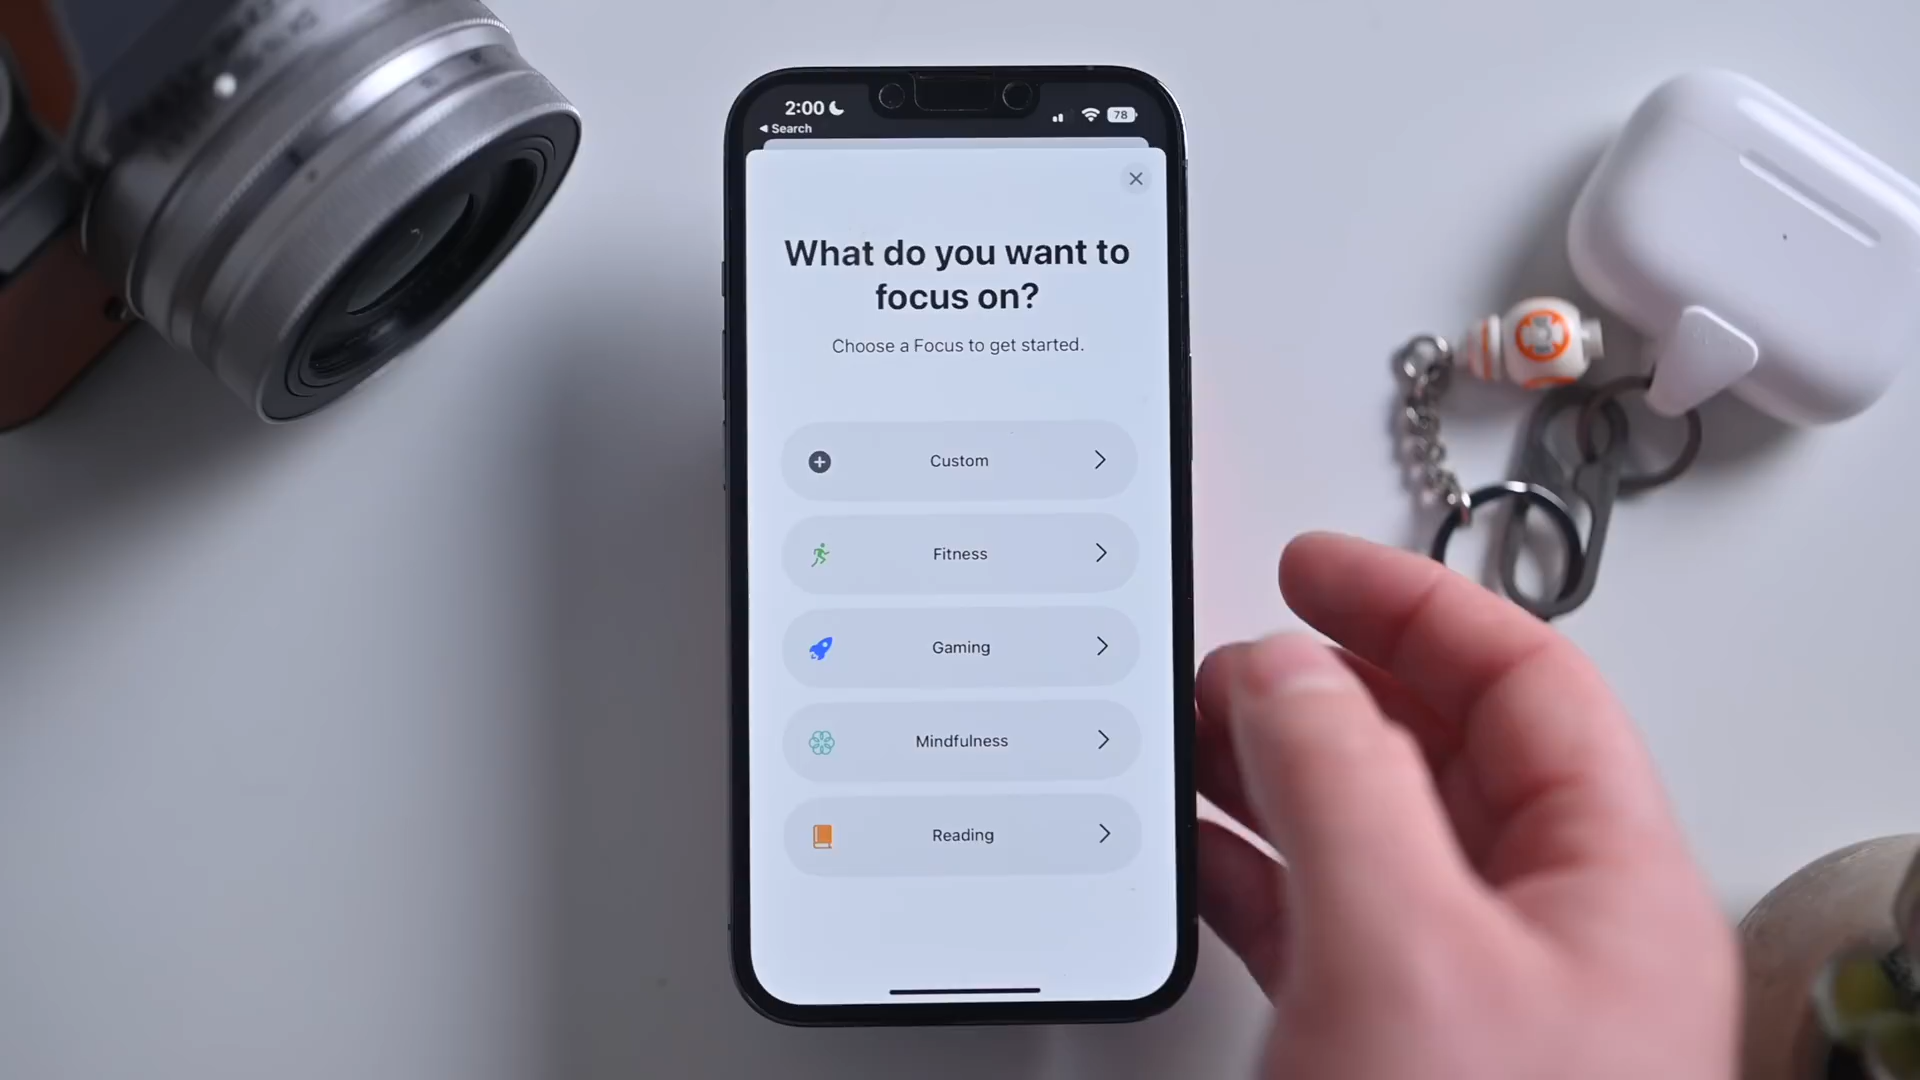 2:00
78
◀ Search
What do you want to
focus on?
Choose a Focus to get started.
Custom
Fitness
Gaming
Mindfulness
Reading